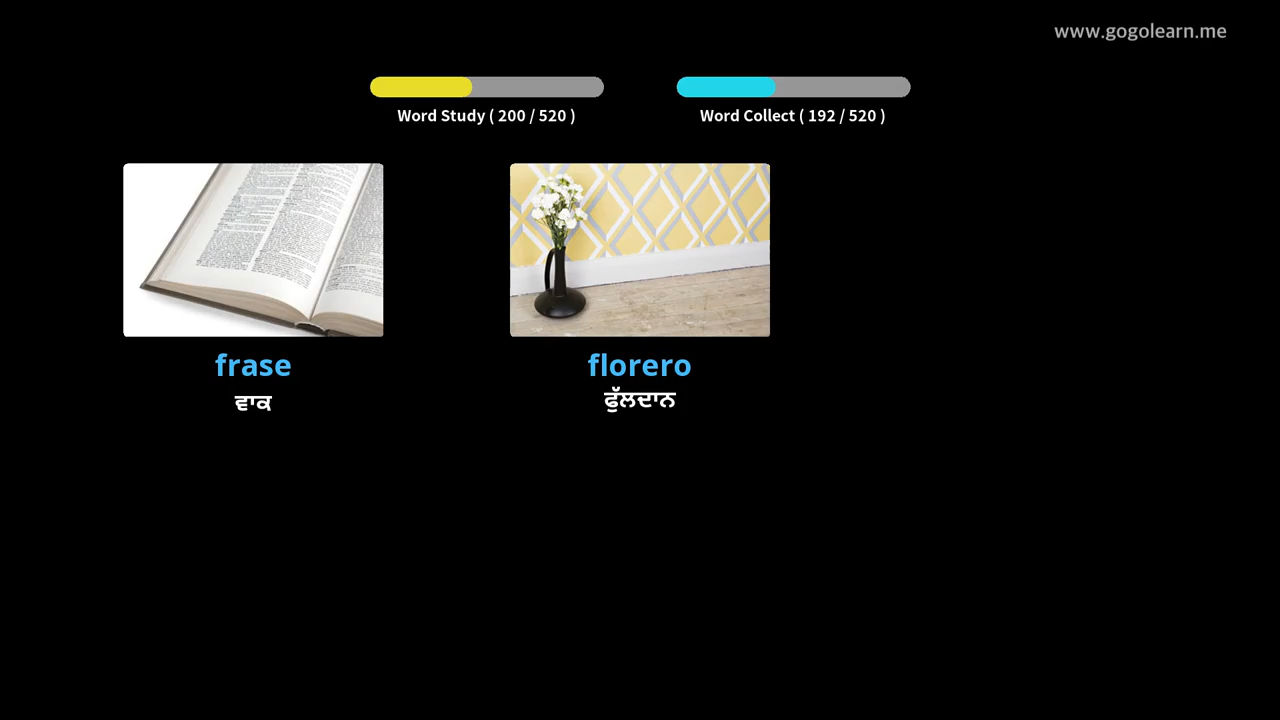 www.gogolearn.me
Word Study ( 200 / 520 )
Word Collect ( 192 / 520 )
frase
ਵਾਕ
florero
ਫੁੱਲਦਾਨ